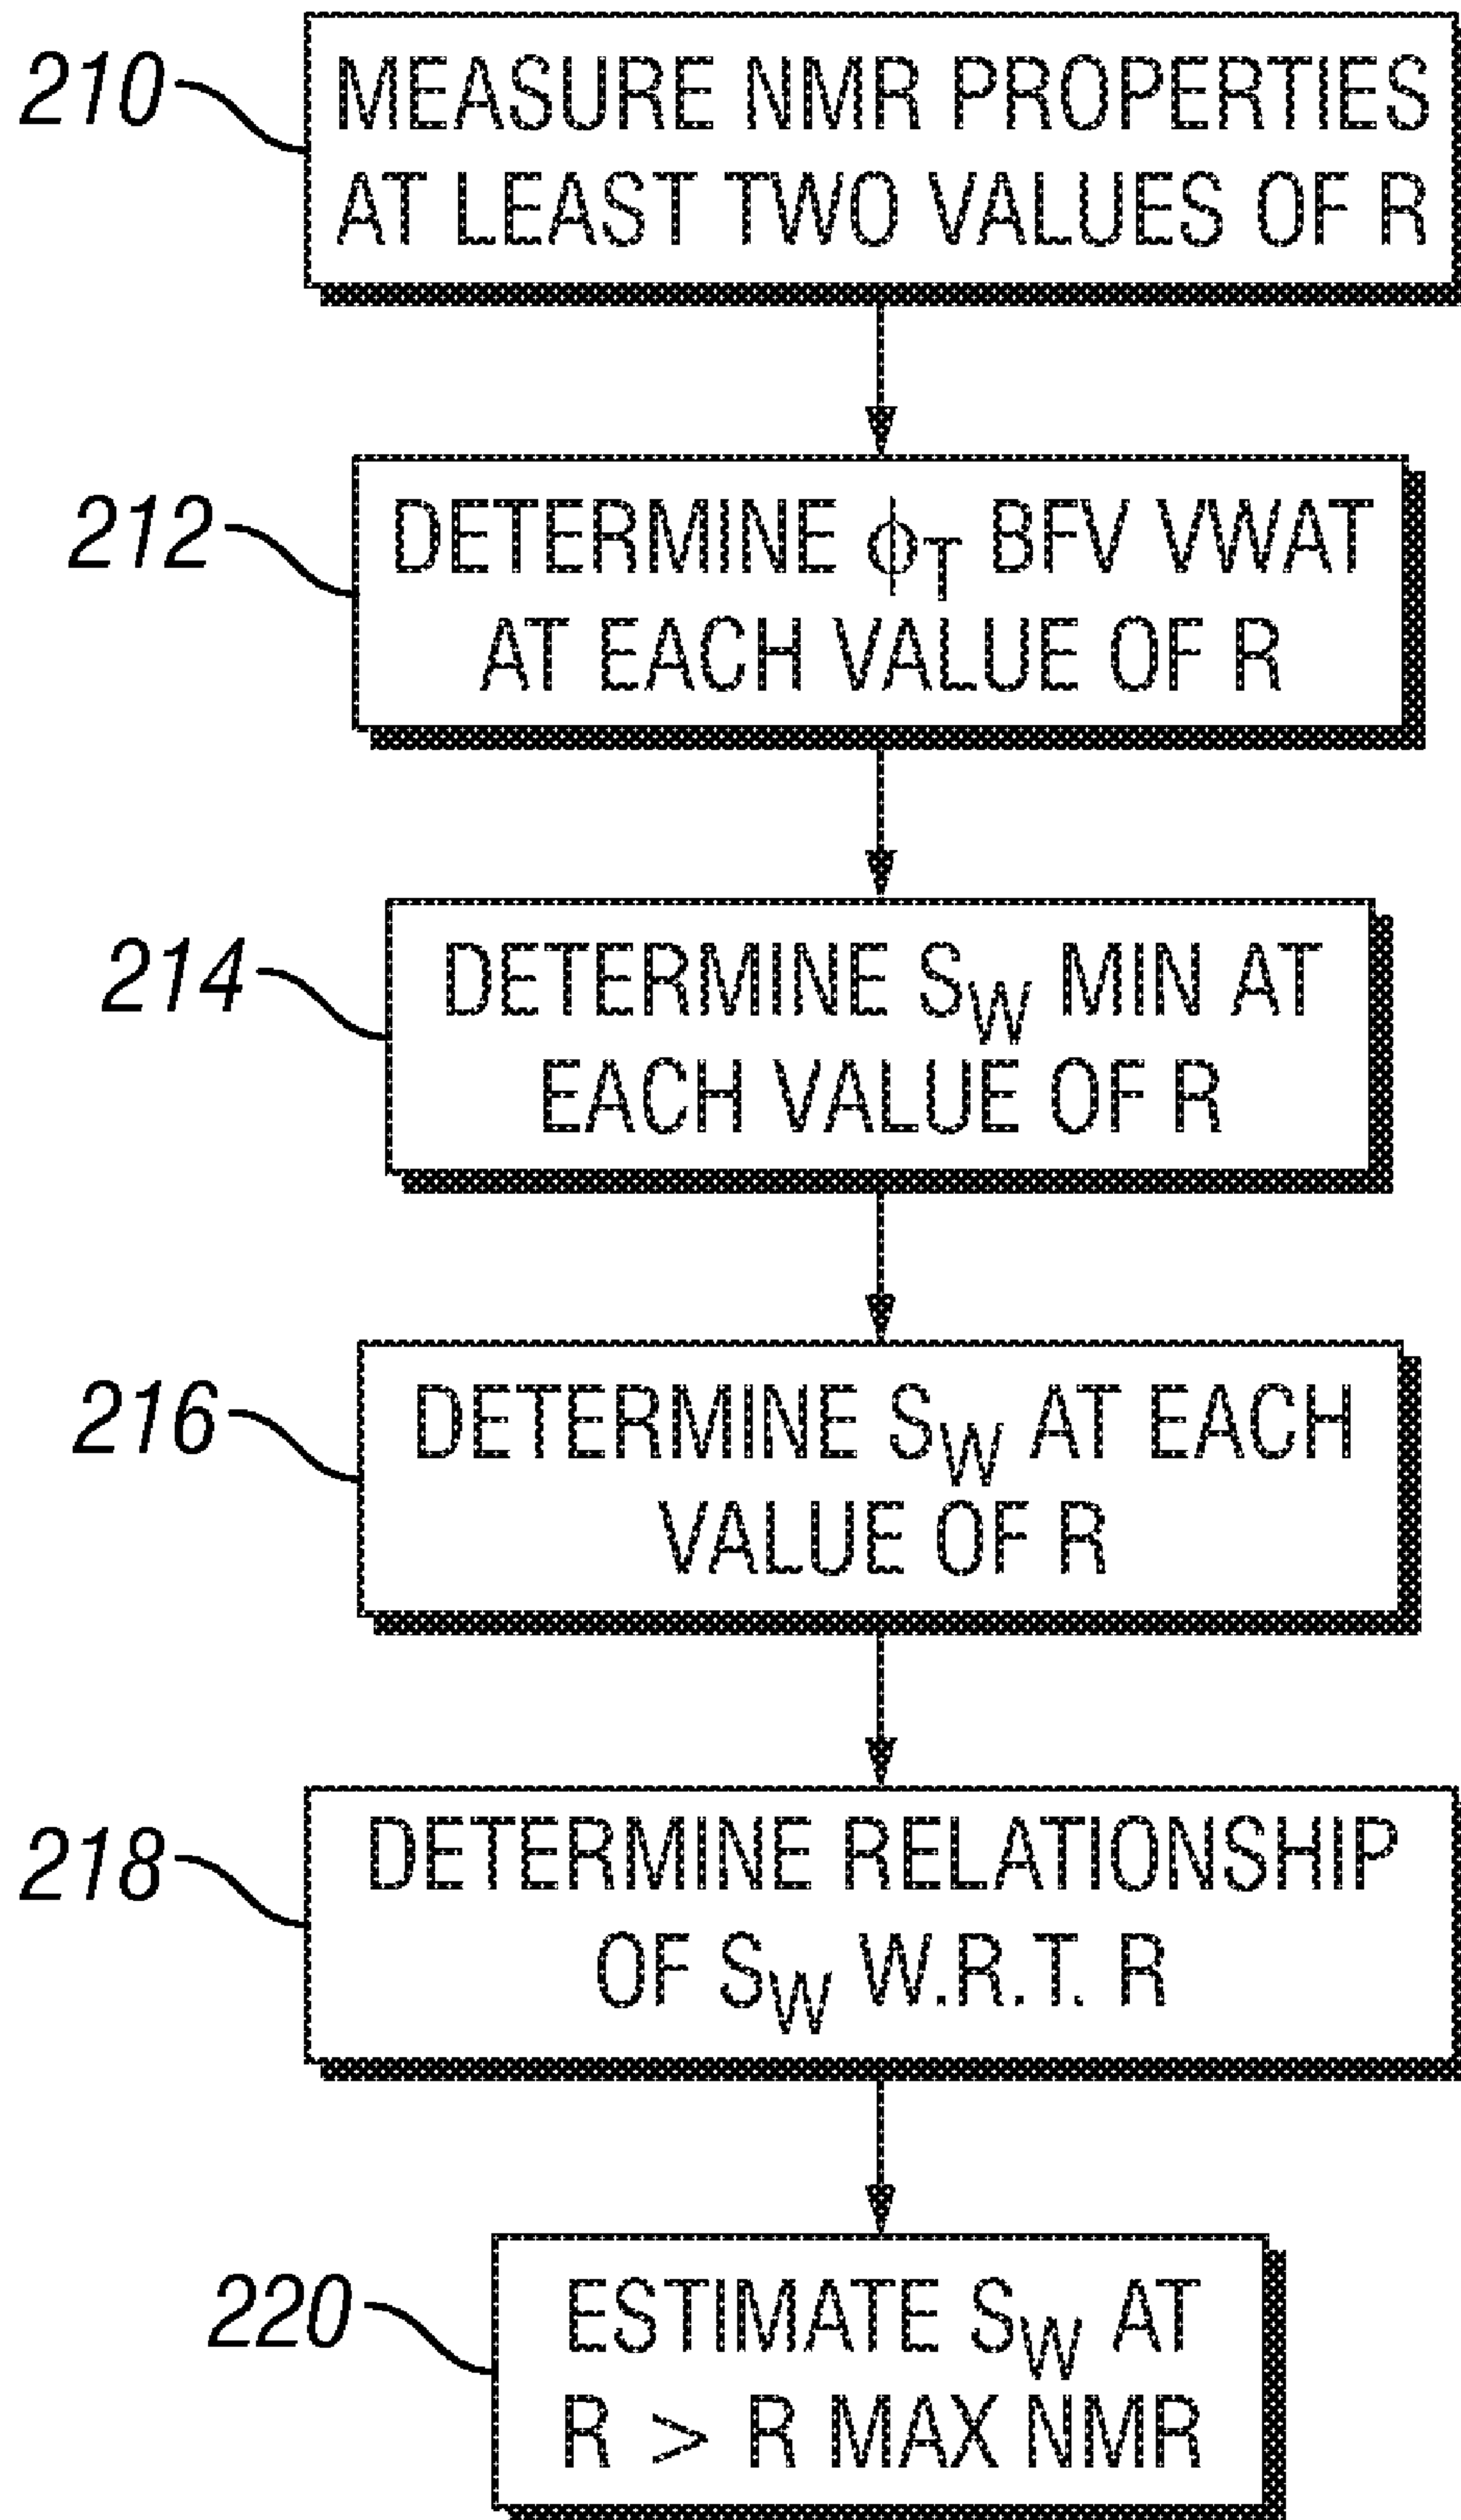 210
MEASURE NMR PROPERTIES
AT LEAST TWO VALUES OF R
212
DETERMINE ϕT BFV VWAT
AT EACH VALUE OF R
214
DETERMINE SW MIN AT
EACH VALUE OF R
216
DETERMINE SW AT EACH
VALUE OF R
218
DETERMINE RELATIONSHIP
OF SW W.R.T. R
220
ESTIMATE SW AT
R > R MAX NMR